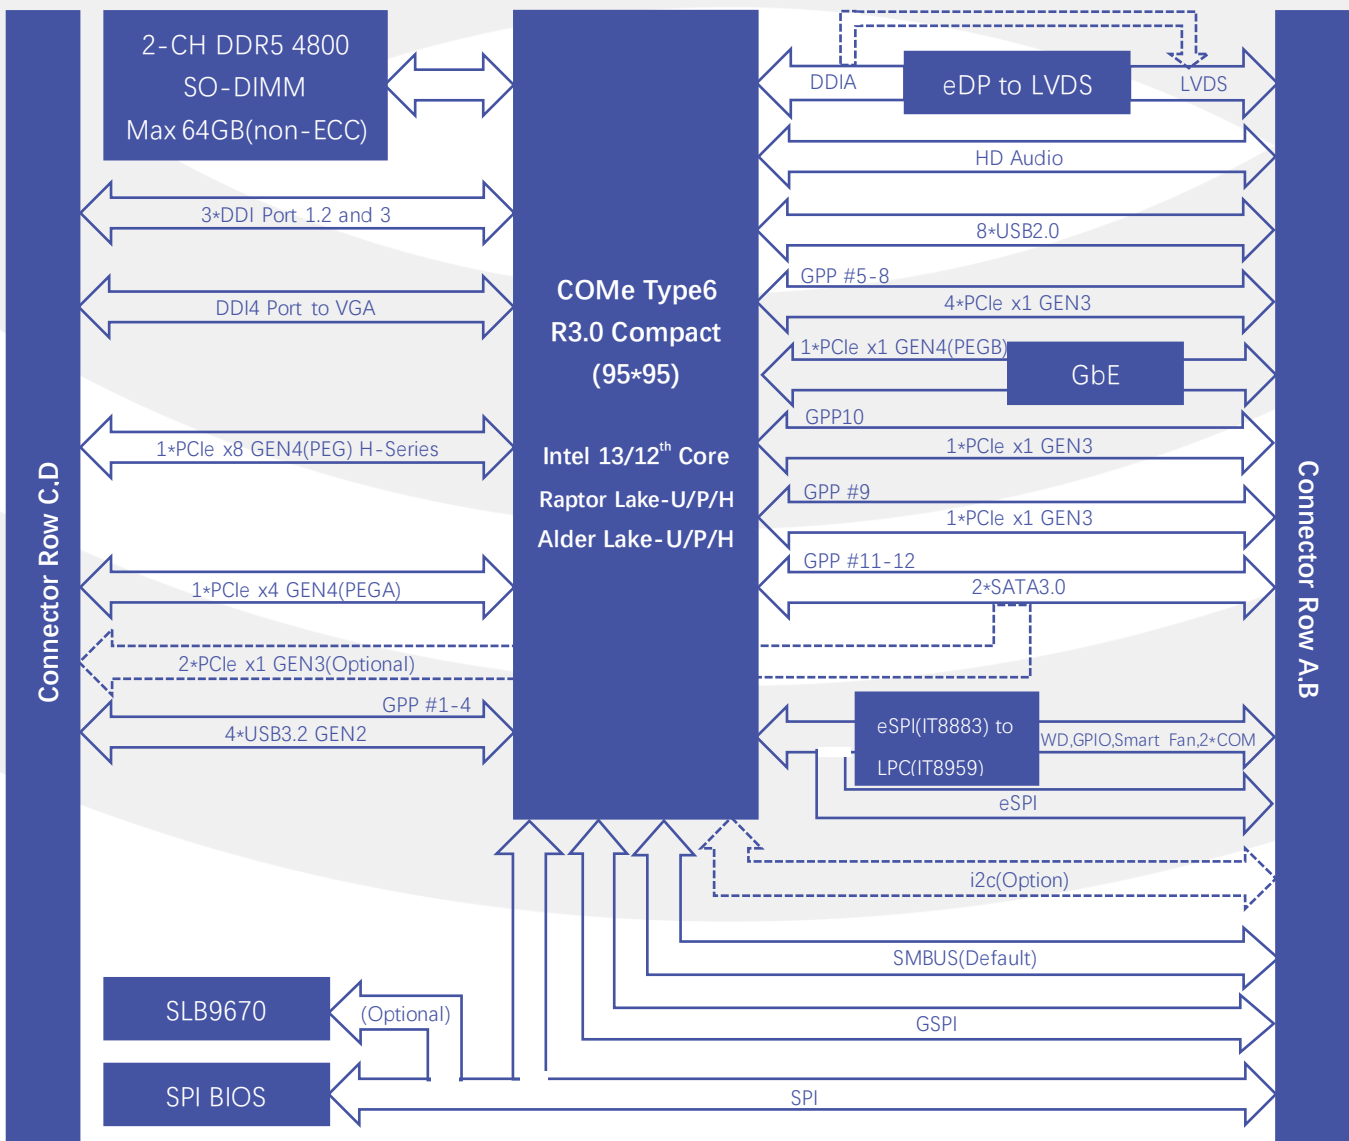 2-CH DDR5 4800
SO-DIMM
Max 64GB(non-ECC)
3*DDI Port 1.2 and 3
DDI4 Port to VGA
1*PCIe x8 GEN4(PEG) H-Series
1*PCIe x4 GEN4(PEGA)
2*PCIe x1 GEN3(Optional)
GPP #1-4
4*USB3.2 GEN2
Connector Row C.D
COMe Type6
R3.0 Compact
(95*95)
Intel 13/12th Core
Raptor Lake-U/P/H
Alder Lake-U/P/H
DDIA
eDP to LVDS
LVDS
HD Audio
8*USB2.0
GPP #5-8
4*PCIe x1 GEN3
1*PCIe x1 GEN4(PEGB)
GbE
GPP10
1*PCIe x1 GEN3
GPP #9
1*PCIe x1 GEN3
GPP #11-12
2*SATA3.0
eSPI(IT8883) to
LPC(IT8959)
WD,GPIO,Smart Fan,2*COM
eSPI
i2c(Option)
SMBUS(Default)
GSPI
SPI
Connector Row A.B
SLB9670
(Optional)
SPI BIOS